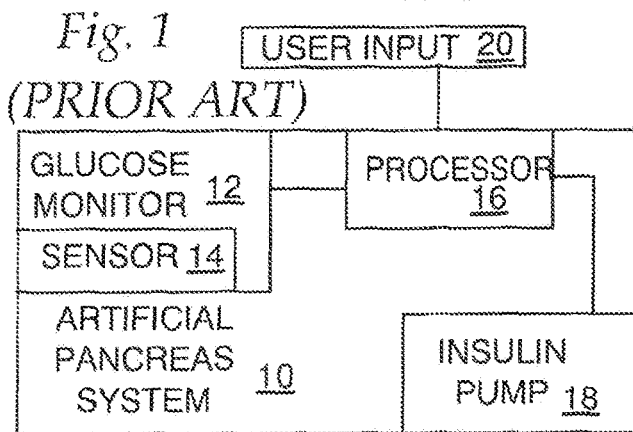 Fig. 1
(PRIOR ART)
USER INPUT 20
GLUCOSE
MONITOR 12
SENSOR 14
PROCESSOR
16
ARTIFICIAL
PANCREAS
SYSTEM 10
INSULIN
PUMP 18